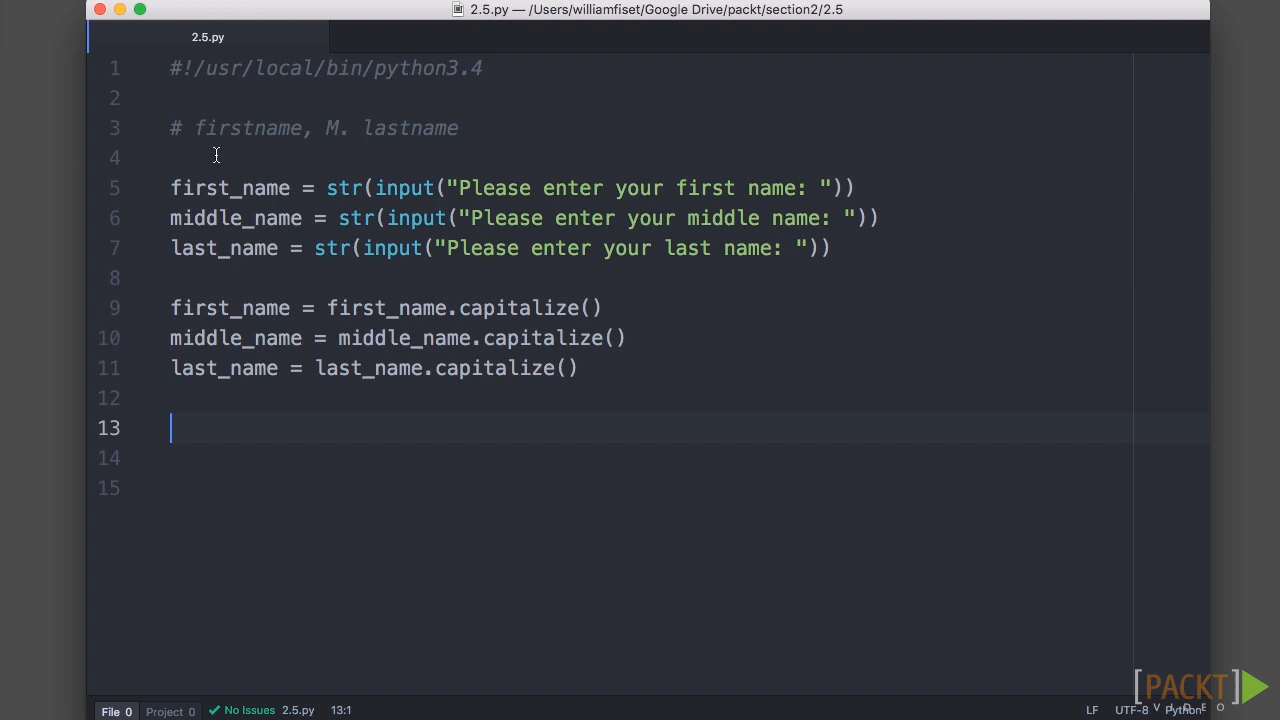 2.5.py — /Users/williamfiset/Google Drive/packt/section2/2.5
2.5.py
1 #!/usr/local/bin/python3.4
2
3 # firstname, M. lastname
4
5 first_name = str(input("Please enter your first name: "))
6 middle_name = str(input("Please enter your middle name: "))
7 last_name = str(input("Please enter your last name: "))
8
9 first_name = first_name.capitalize()
10 middle_name = middle_name.capitalize()
11 last_name = last_name.capitalize()
12
13
14
15
[PACKT]
VIDEO
File 0 Project 0 ✔ No Issues 2.5.py 13:1 LF UTF-8 Python